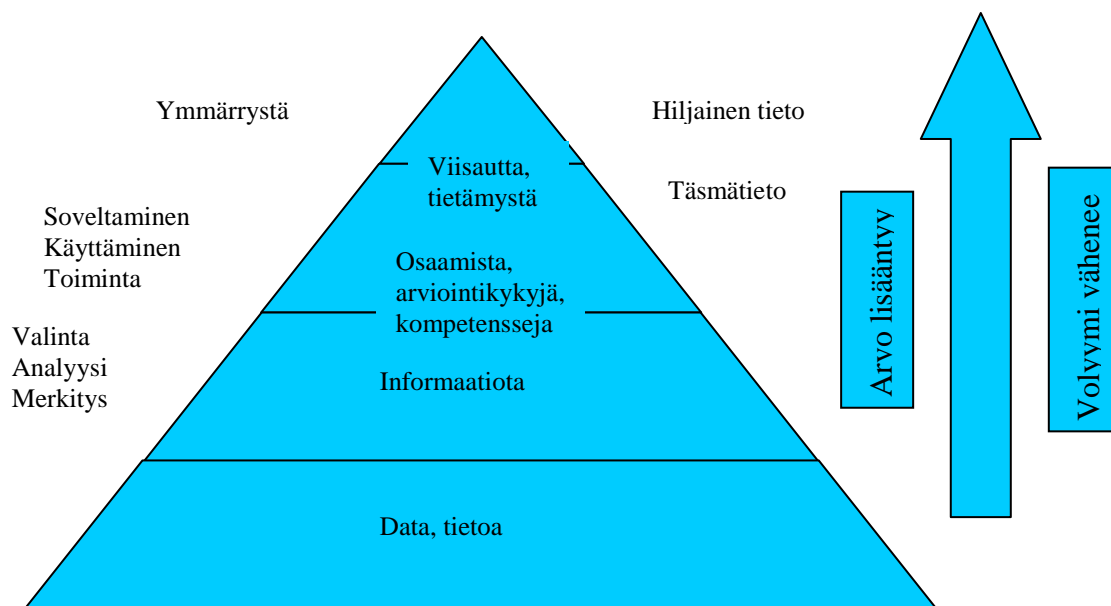 Ymmärrystä
Hiljainen tieto
Viisautta,
tietämystä
Täsmätieto
Soveltaminen
Käyttäminen
Toiminta
Osaamista,
arviointikykyjä,
kompetensseja
Valinta
Analyysi
Merkitys
Informaatiota
Data, tietoa
Arvo lisääntyy
Volyymi vähenee